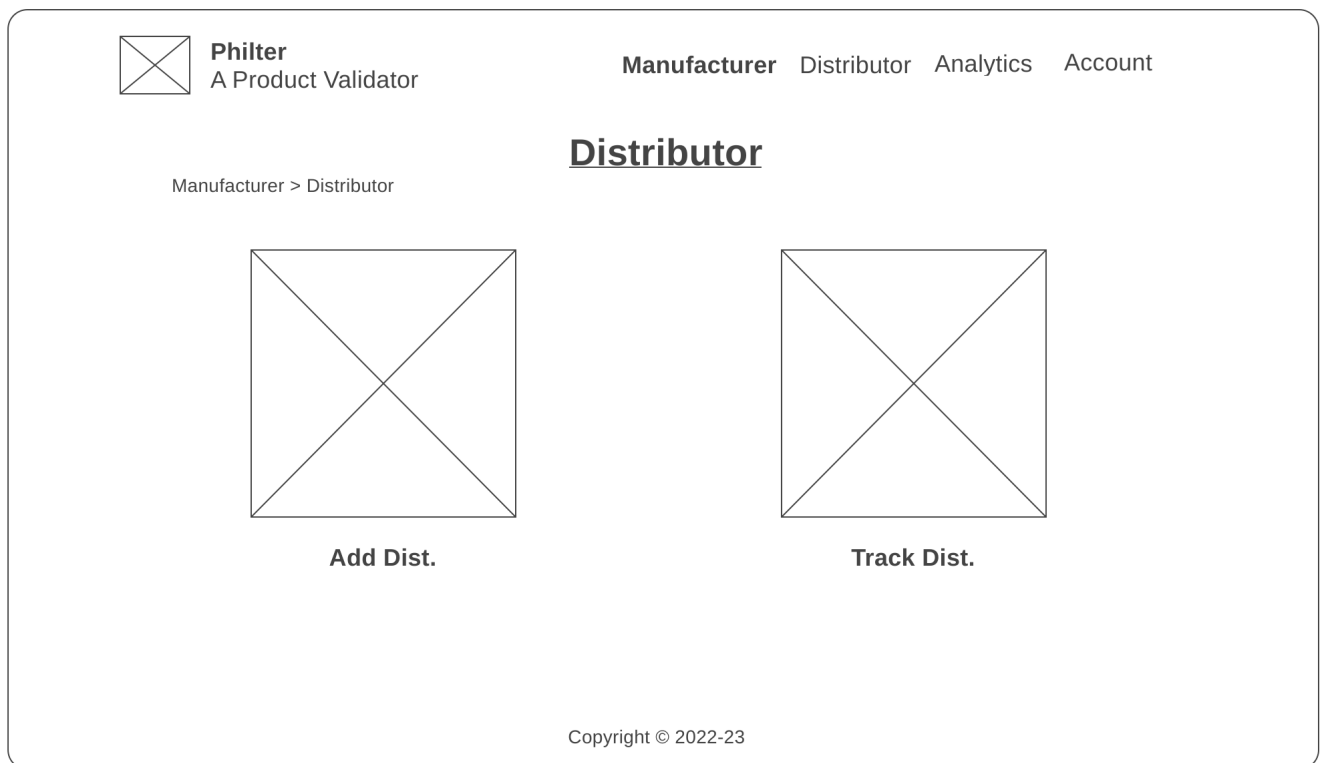 Philter
A Product Validator
Manufacturer Distributor Analytics Account
Distributor
Manufacturer > Distributor
Add Dist. Track Dist.
Copyright © 2022-23